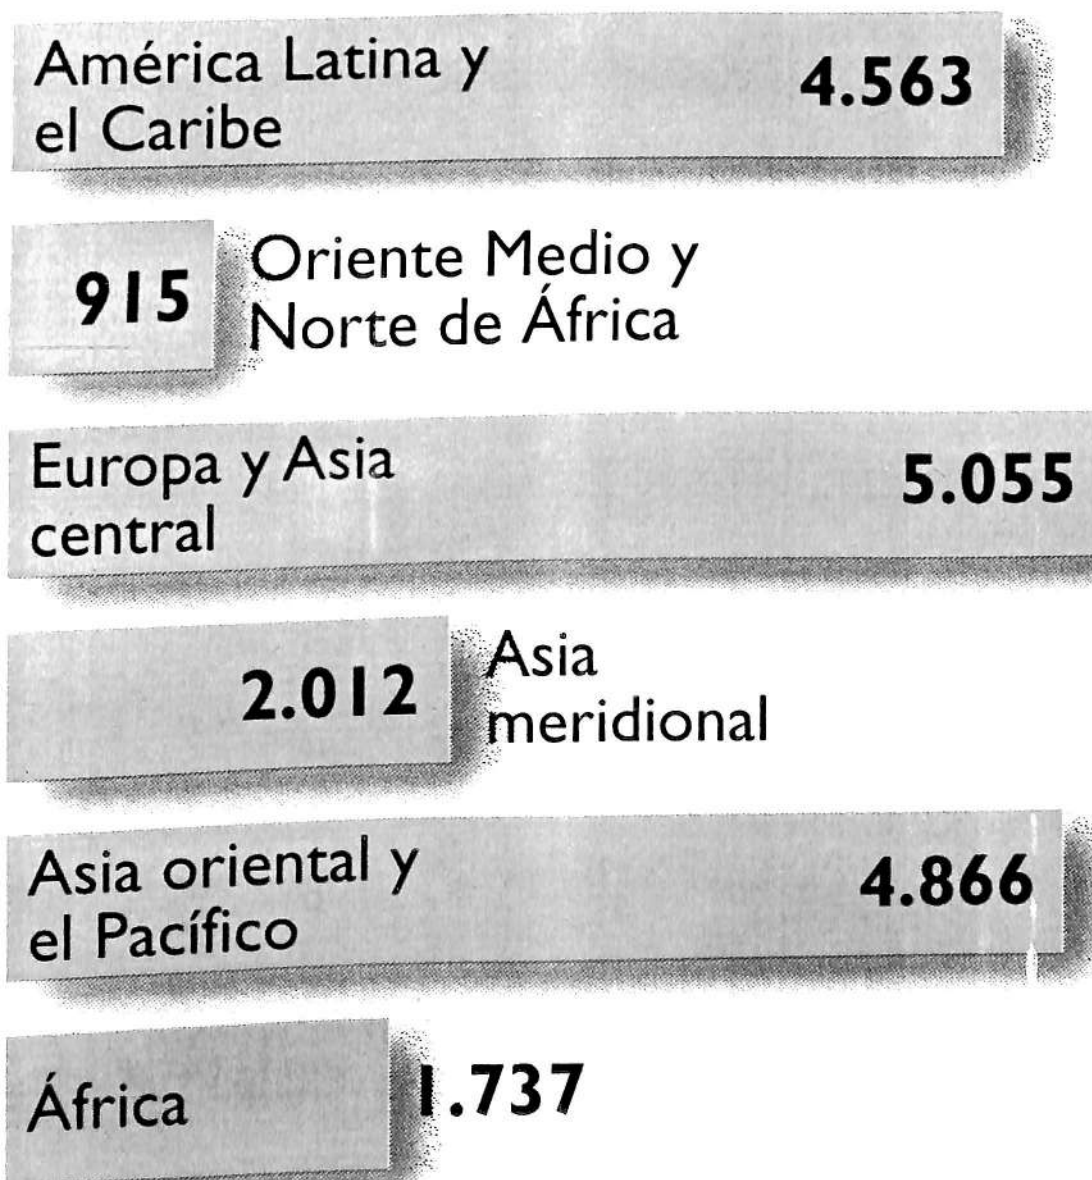 América Latina y
el Caribe
4.563
915
Oriente Medio y
Norte de África
Europa y Asia
central
5.055
2.012
Asia
meridional
Asia oriental y
el Pacífico
4.866
África
1.737